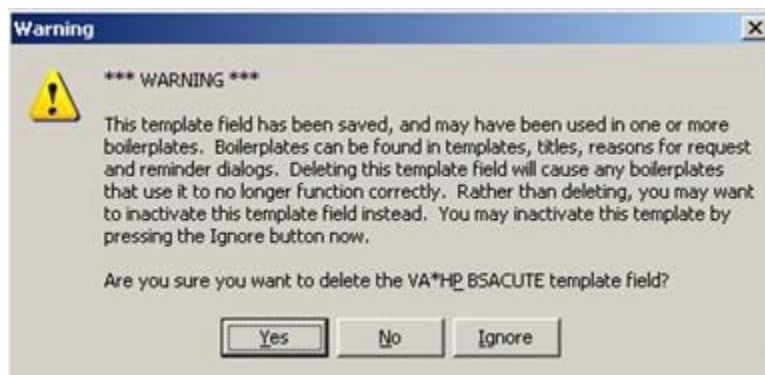 Warning
*** WARNING ***
This template field has been saved, and may have been used in one or more
boilerplates. Boilerplates can be found in templates, titles, reasons for request
and reminder dialogs. Deleting this template field will cause any boilerplates
that use it to no longer function correctly. Rather than deleting, you may want
to inactivate this template field instead. You may inactivate this template by
pressing the Ignore button now.
Are you sure you want to delete the VA*HP BSACUTE template field?
Yes No Ignore